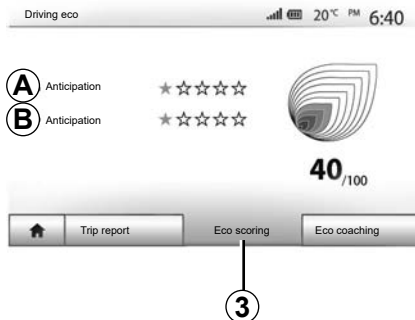 Driving eco 20°C PM 6:40
A Anticipation
B Anticipation
40/100
Trip report Eco scoring Eco coaching
3